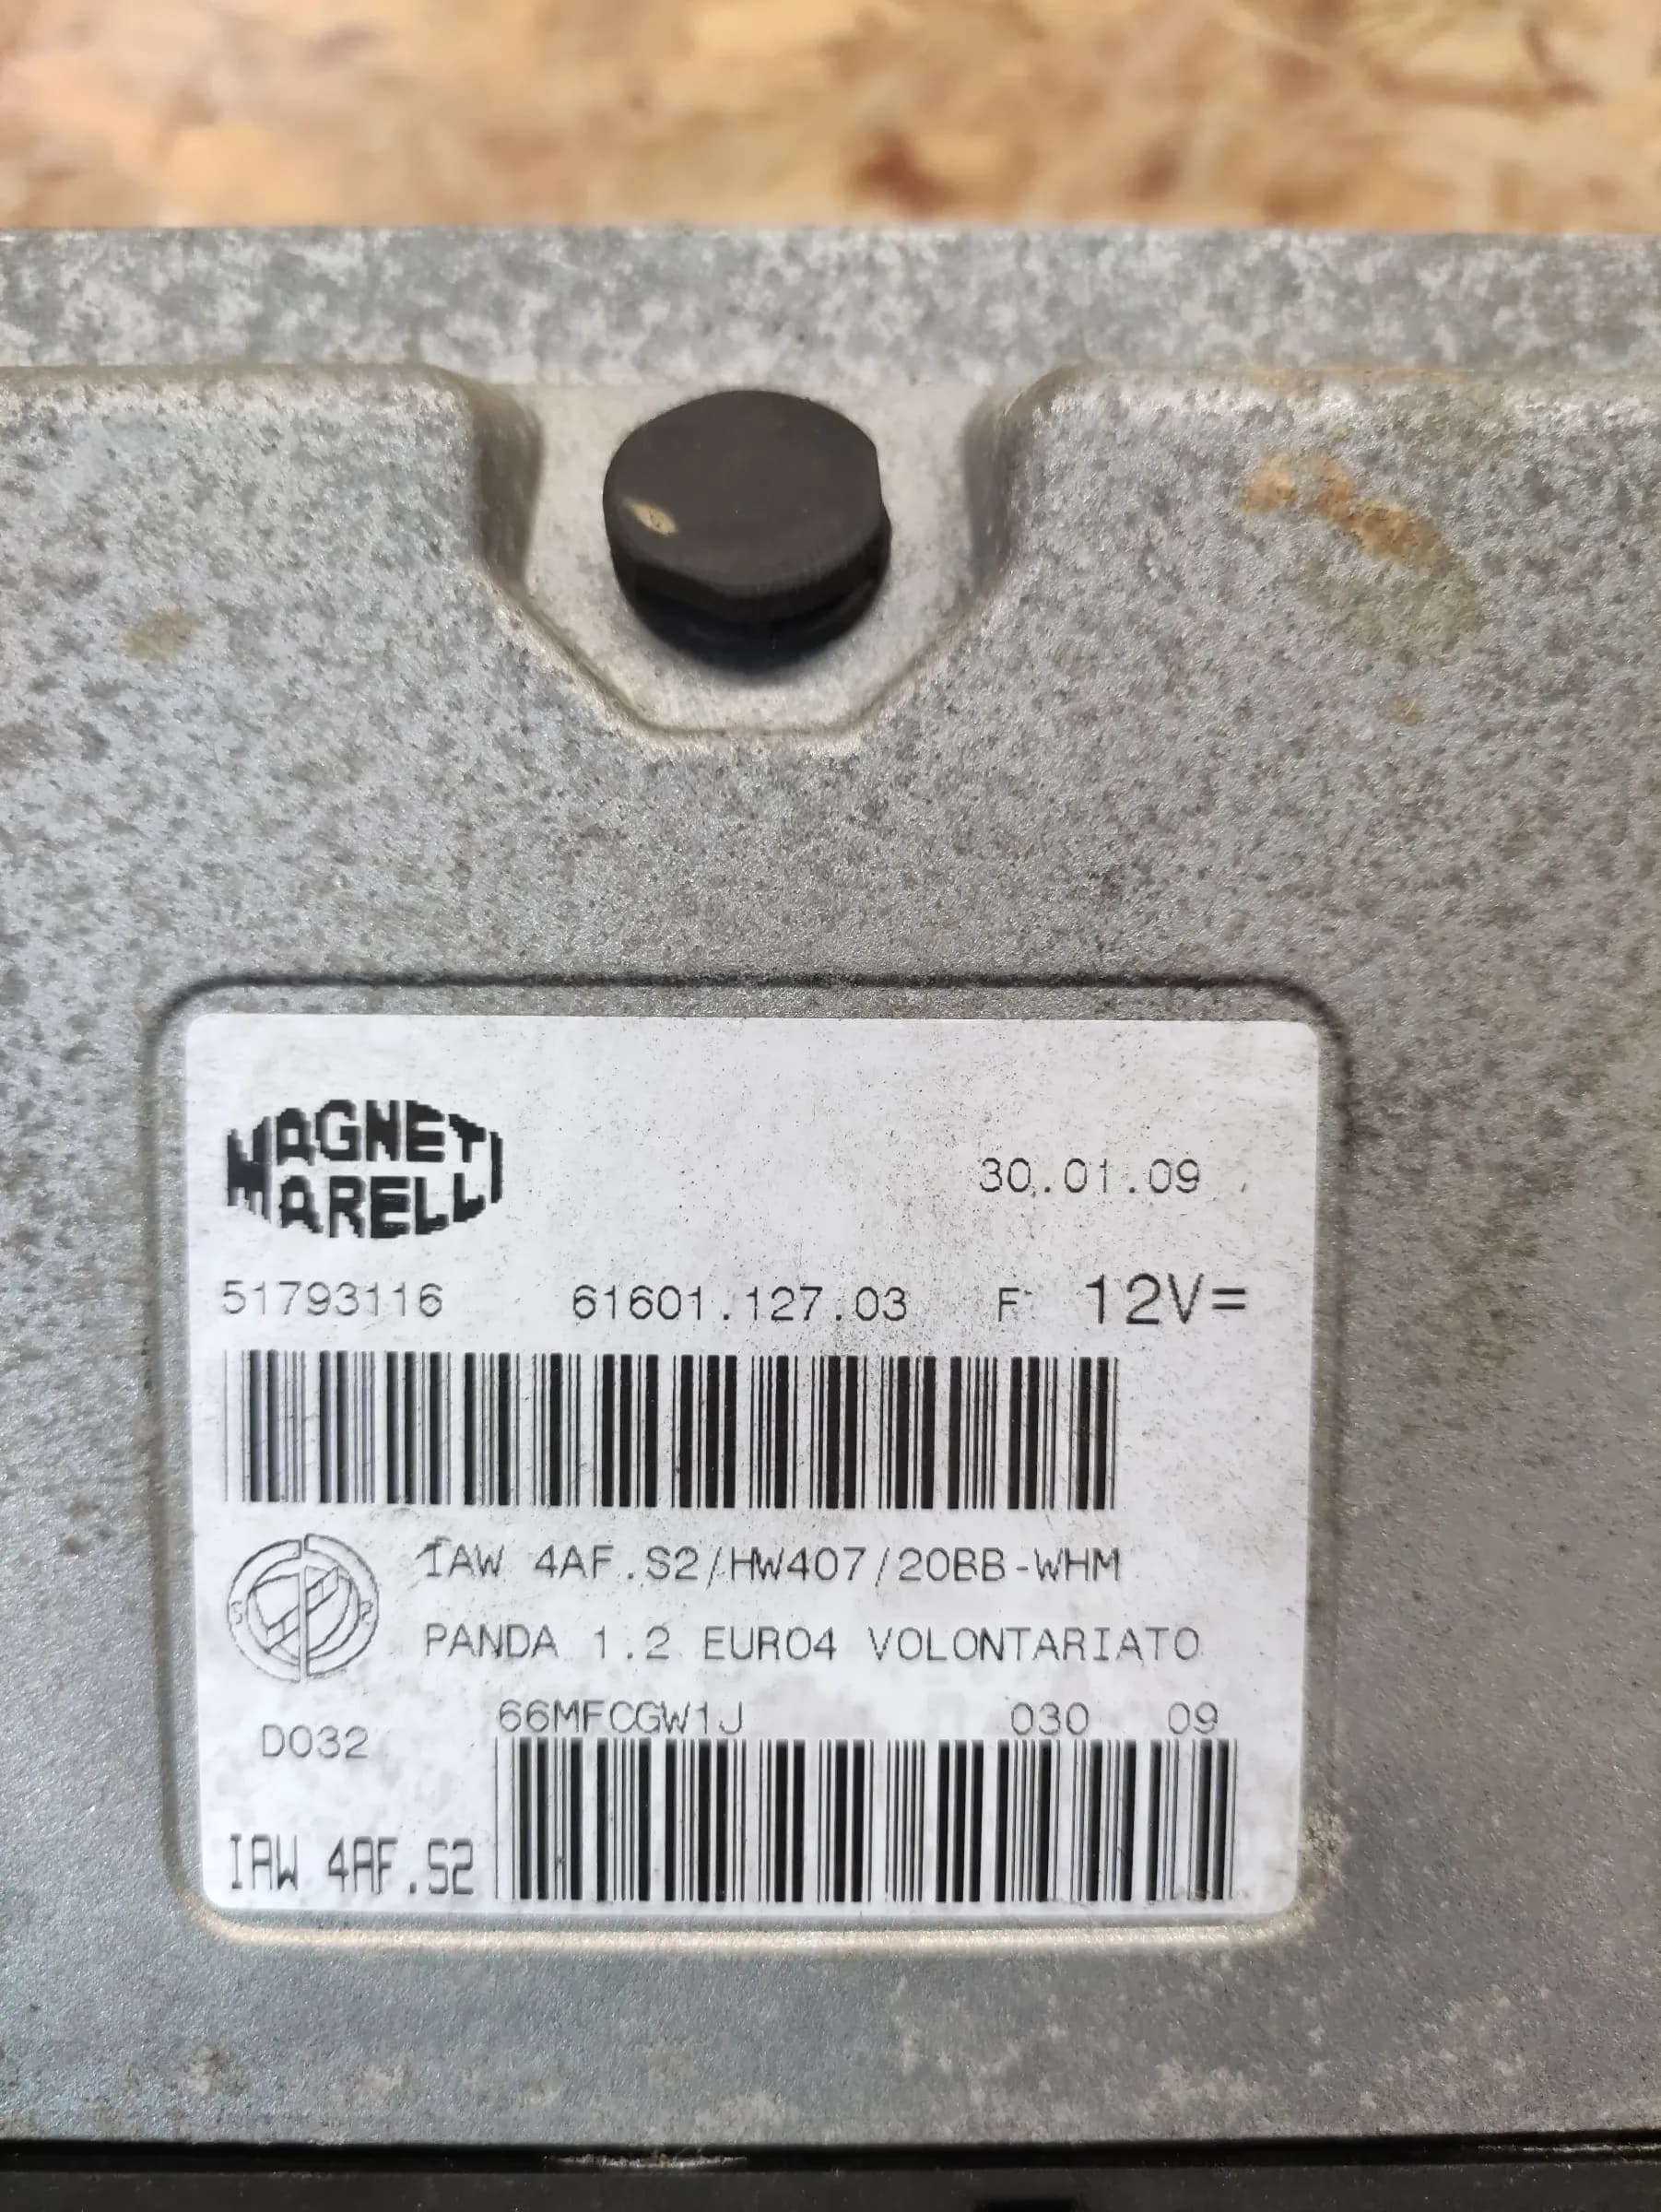 MAGNETI
MARELLI
30.01.09
51793116 61601.127.03 F 12V=
IAW 4AF.S2/HW407/20BB-WHM
PANDA 1.2 EURO4 VOLONTARIATO
66MFCGW1J 030 09
D032
IAW 4AF.S2